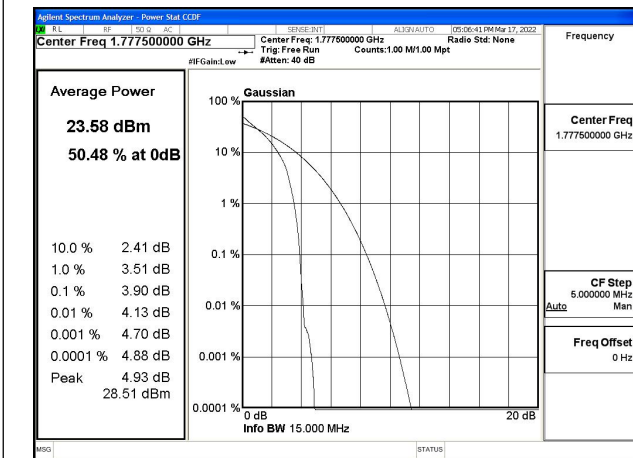 Agilent Spectrum Analyzer - Power Stat CCDF
RL RF 50 Ω AC SENSE:INT ALIGN AUTO 05:06:41 PM Mar 17, 2022
Center Freq 1.777500000 GHz
Center Freq: 1.777500000 GHz Radio Std: None
Trig: Free Run Counts:1.00 M/1.00 Mpt
#IFGain:Low #Atten: 40 dB
Frequency
Average Power
23.58 dBm
50.48 % at 0dB
10.0 % 2.41 dB
1.0 % 3.51 dB
0.1 % 3.90 dB
0.01 % 4.13 dB
0.001 % 4.70 dB
0.0001 % 4.88 dB
Peak 4.93 dB
28.51 dBm
Gaussian
100 %
10 %
1 %
0.1 %
0.01 %
0.001 %
0.0001 %
0 dB 20 dB
Info BW 15.000 MHz
Center Freq
1.777500000 GHz
CF Step
5.000000 MHz
Auto Man
Freq Offset
0 Hz
MSG STATUS